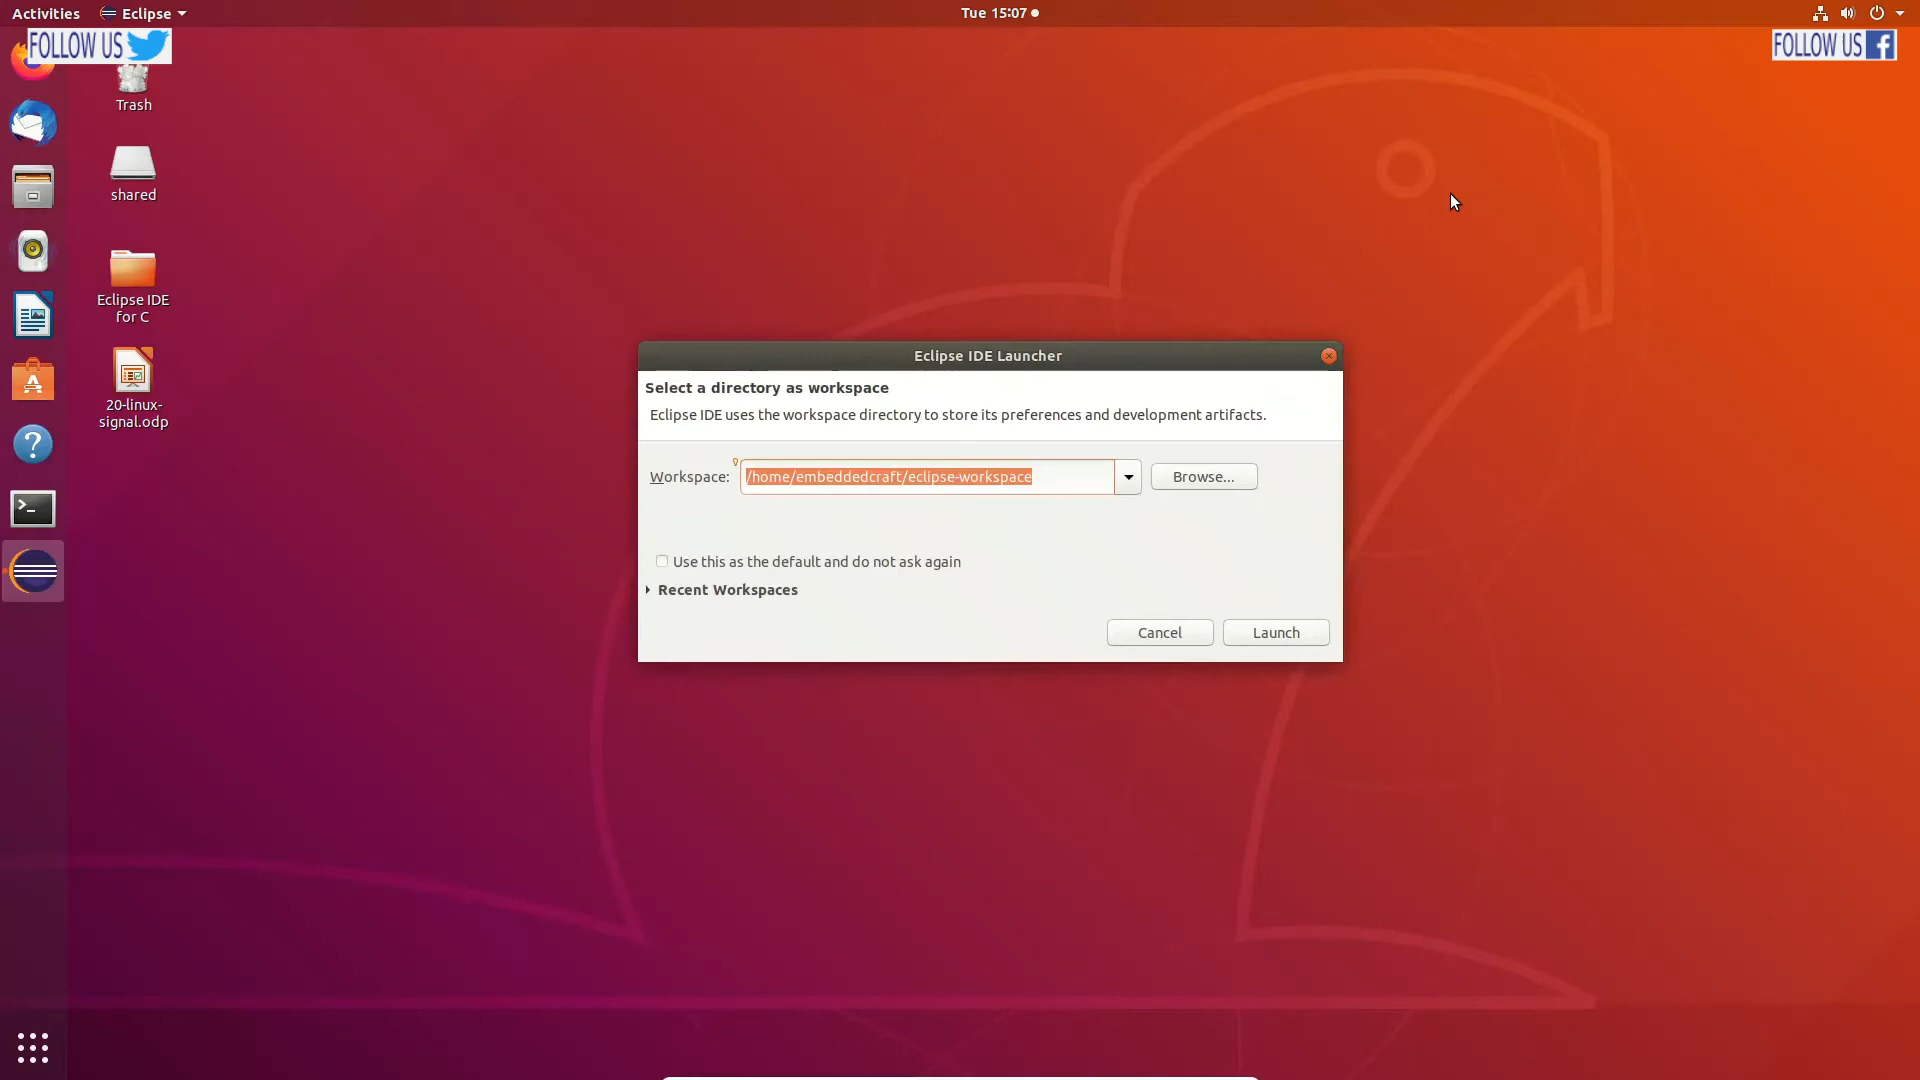 Activities
Eclipse
Tue 15:07
FOLLOW US
FOLLOW US
Trash
shared
Eclipse IDE
for C
20-linux-
signal.odp
Eclipse IDE Launcher
Select a directory as workspace
Eclipse IDE uses the workspace directory to store its preferences and development artifacts.
Workspace: /home/embeddedcraft/eclipse-workspace
Browse...
Use this as the default and do not ask again
Recent Workspaces
Cancel
Launch